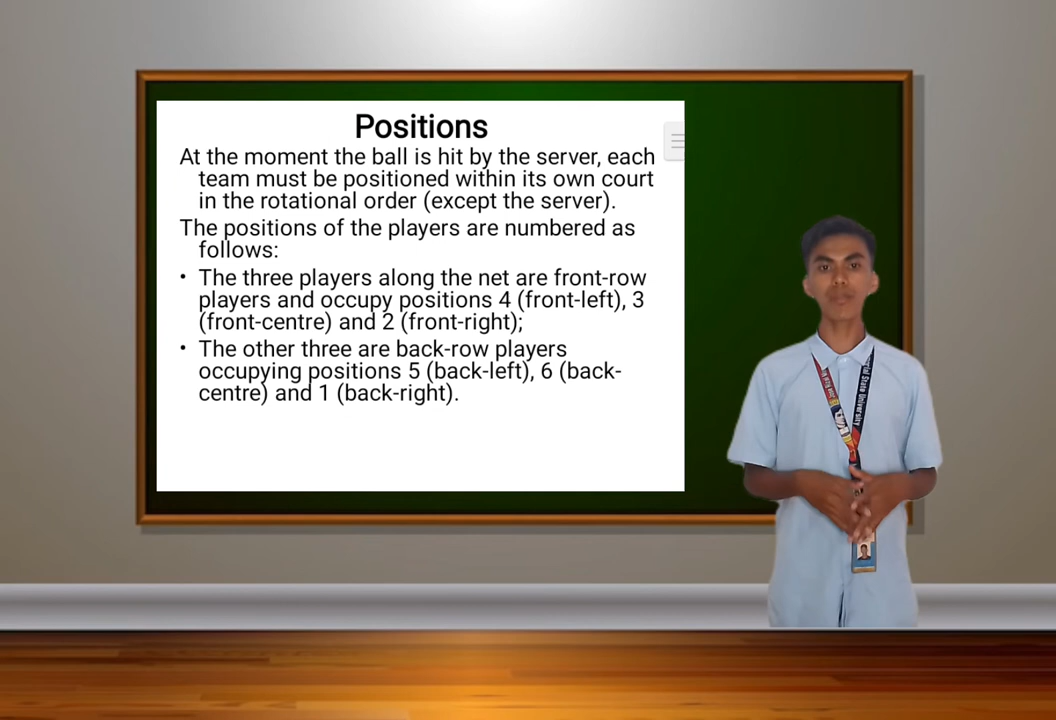 Positions
At the moment the ball is hit by the server, each
team must be positioned within its own court
in the rotational order (except the server).
The positions of the players are numbered as
follows:
• The three players along the net are front-row
players and occupy positions 4 (front-left), 3
(front-centre) and 2 (front-right);
• The other three are back-row players
occupying positions 5 (back-left), 6 (back-
centre) and 1 (back-right).
State University